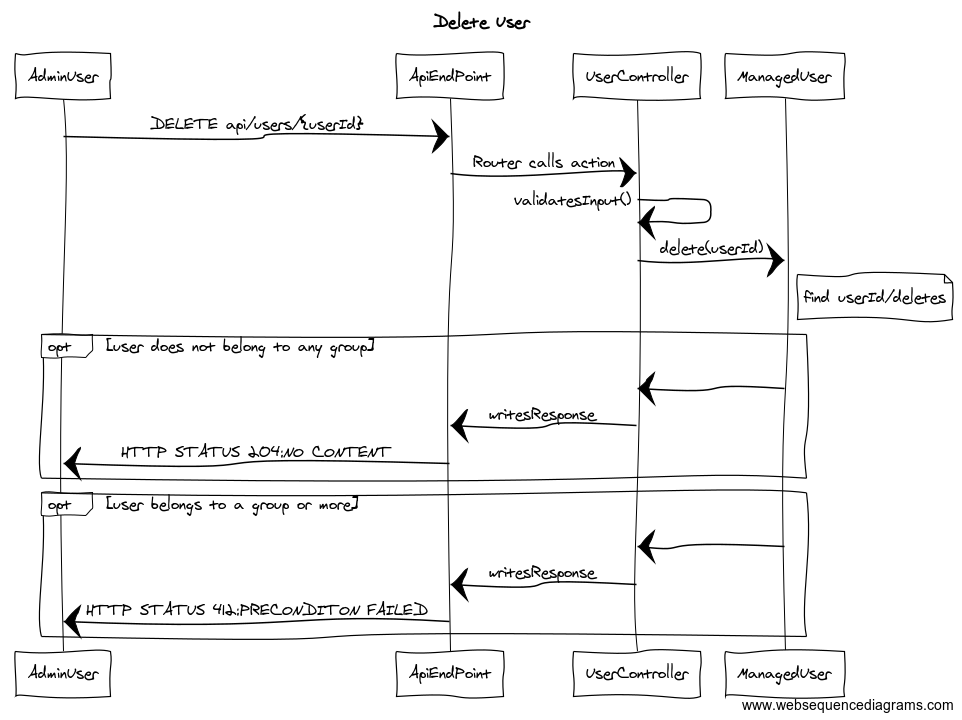 Delete User
AdminUser
ApiEndPoint
UserController
ManagedUser
DELETE api/users/{userId}
Router calls action
validatesInput()
delete(userId)
find userId/deletes
opt [user does not belong to any group]
writesResponse
HTTP STATUS 204:NO CONTENT
opt [user belongs to a group or more]
writesResponse
HTTP STATUS 412:PRECONDITON FAILED
AdminUser
ApiEndPoint
UserController
ManagedUser
www.websequencediagrams.com